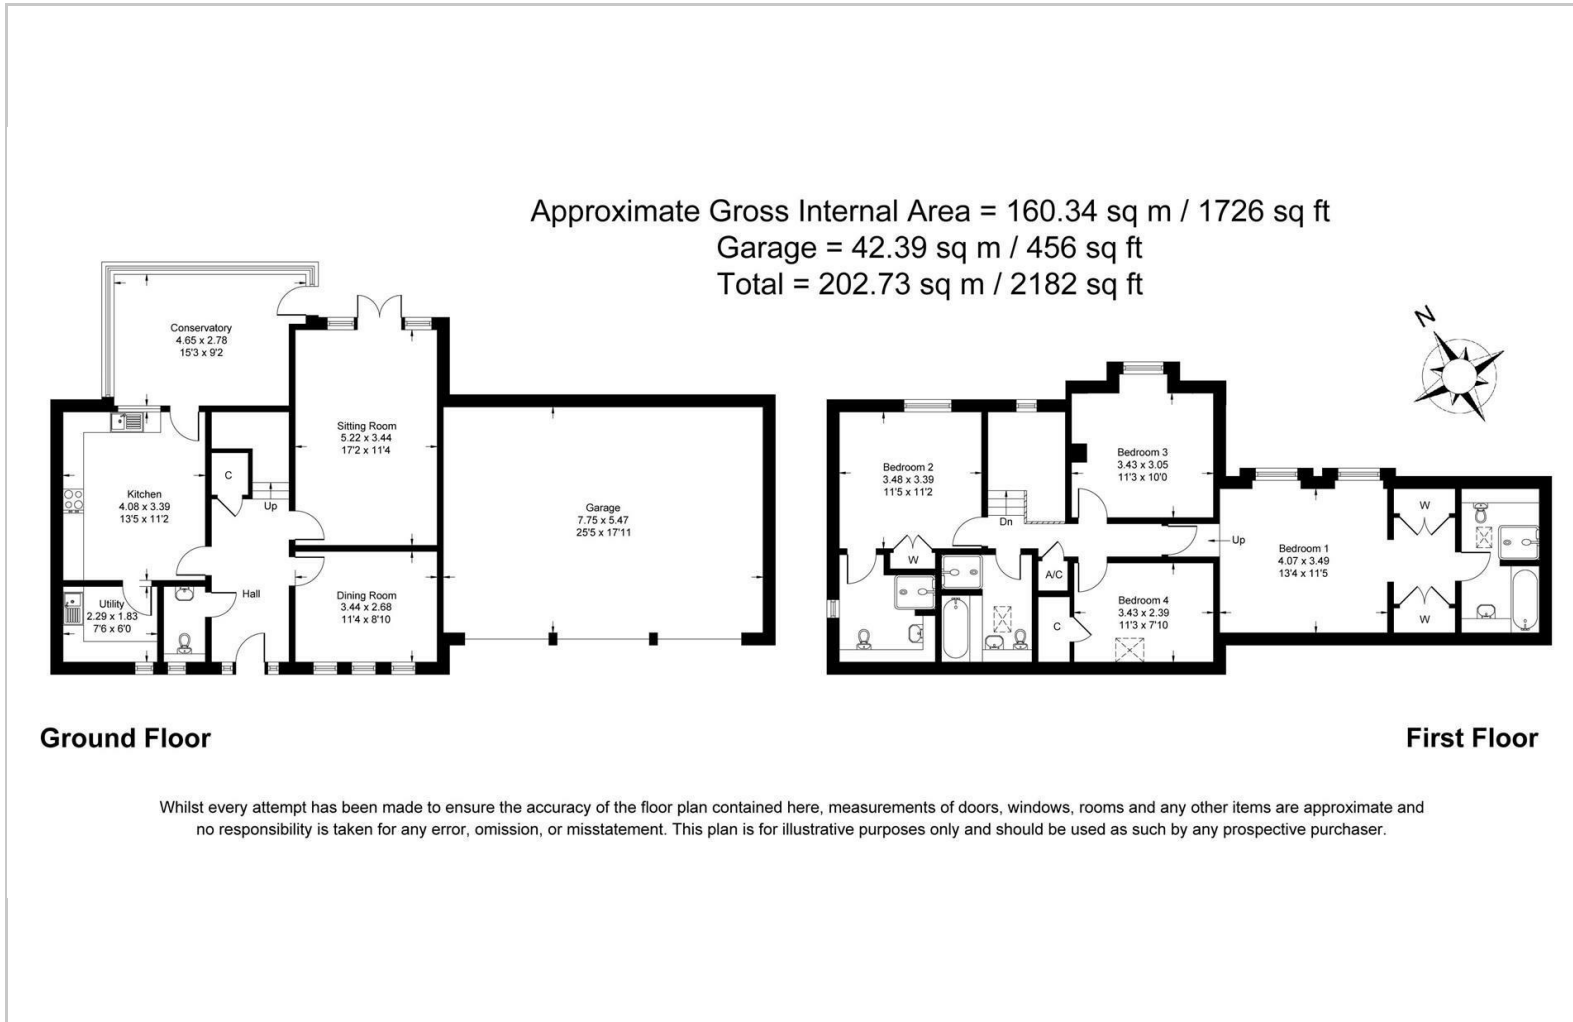 Approximate Gross Internal Area = 160.34 sq m / 1726 sq ft
Garage = 42.39 sq m / 456 sq ft
Total = 202.73 sq m / 2182 sq ft
N
Conservatory
4.65 x 2.78
15'3 x 9'2
Sitting Room
5.22 x 3.44
17'2 x 11'4
C
Up
Kitchen
4.08 x 3.39
13'5 x 11'2
Garage
7.75 x 5.47
25'5 x 17'11
Hall
Utility
2.29 x 1.83
7'6 x 6'0
Dining Room
3.44 x 2.68
11'4 x 8'10
Bedroom 2
3.48 x 3.39
11'5 x 11'2
W
Dn
Bedroom 3
3.43 x 3.05
11'3 x 10'0
A/C
C
Bedroom 4
3.43 x 2.39
11'3 x 7'10
Up
Bedroom 1
4.07 x 3.49
13'4 x 11'5
W
W
Ground Floor
First Floor
Whilst every attempt has been made to ensure the accuracy of the floor plan contained here, measurements of doors, windows, rooms and any other items are approximate and
no responsibility is taken for any error, omission, or misstatement. This plan is for illustrative purposes only and should be used as such by any prospective purchaser.